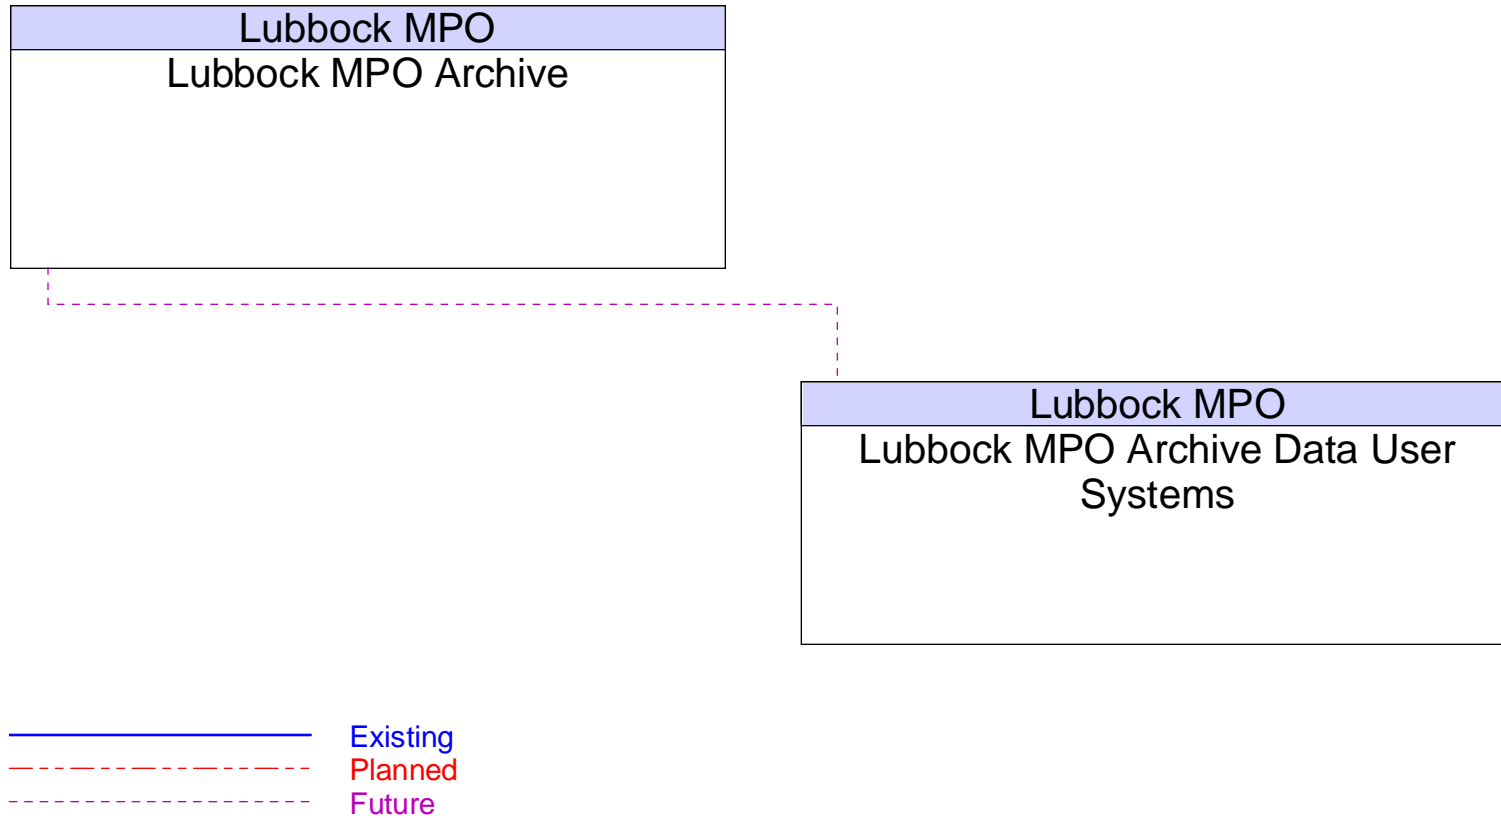 Lubbock MPO
Lubbock MPO Archive
Lubbock MPO
Lubbock MPO Archive Data User
Systems
Existing
Planned
Future